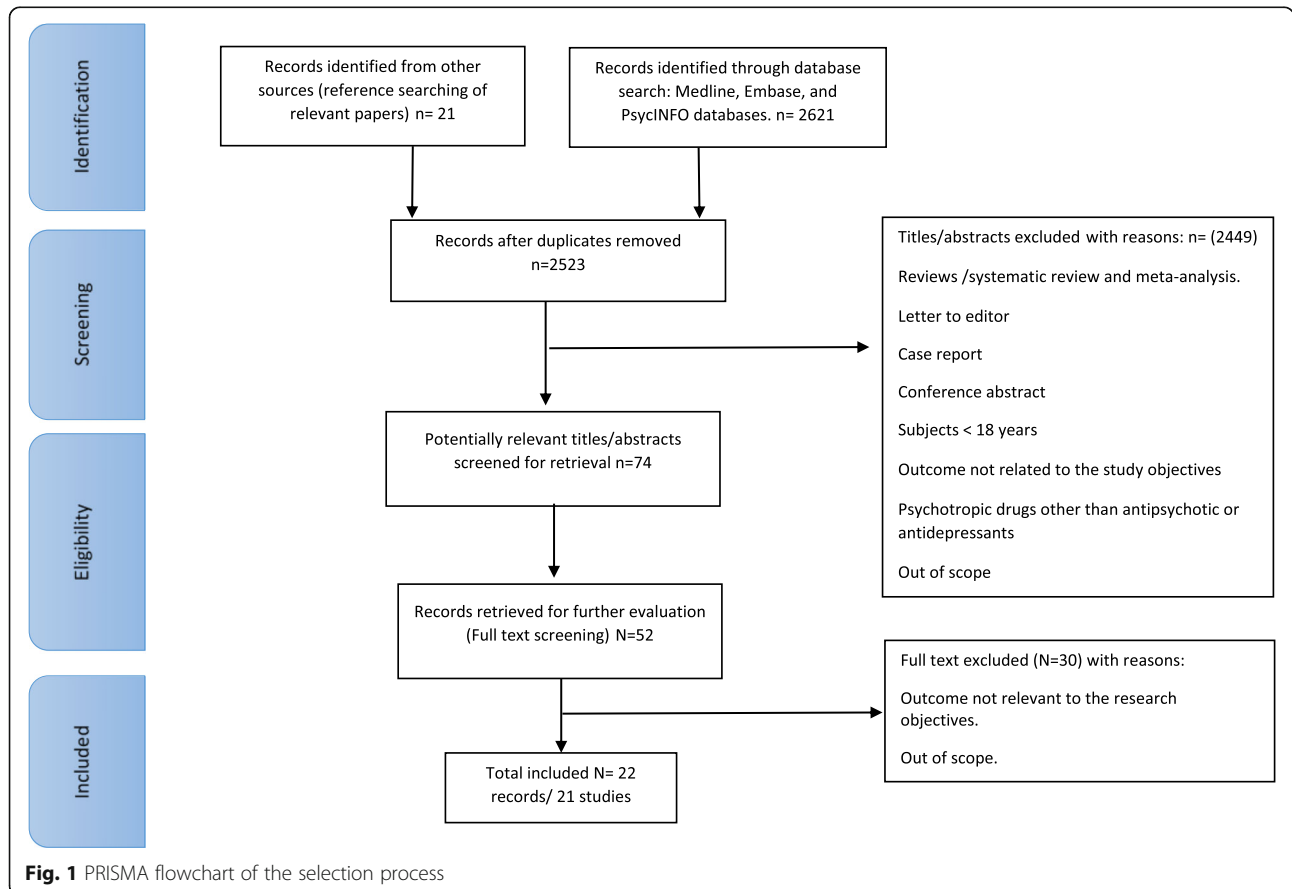 Identification
Records identified from other
sources (reference searching of
relevant papers) n= 21
Records identified through database
search: Medline, Embase, and
PsycINFO databases. n= 2621
Screening
Records after duplicates removed
n=2523
Titles/abstracts excluded with reasons: n= (2449)
Reviews /systematic review and meta-analysis.
Letter to editor
Case report
Conference abstract
Subjects < 18 years
Outcome not related to the study objectives
Psychotropic drugs other than antipsychotic or
antidepressants
Out of scope
Eligibility
Potentially relevant titles/abstracts
screened for retrieval n=74
Records retrieved for further evaluation
(Full text screening) N=52
Full text excluded (N=30) with reasons:
Outcome not relevant to the research
objectives.
Out of scope.
Included
Total included N= 22
records/ 21 studies
Fig. 1 PRISMA flowchart of the selection process